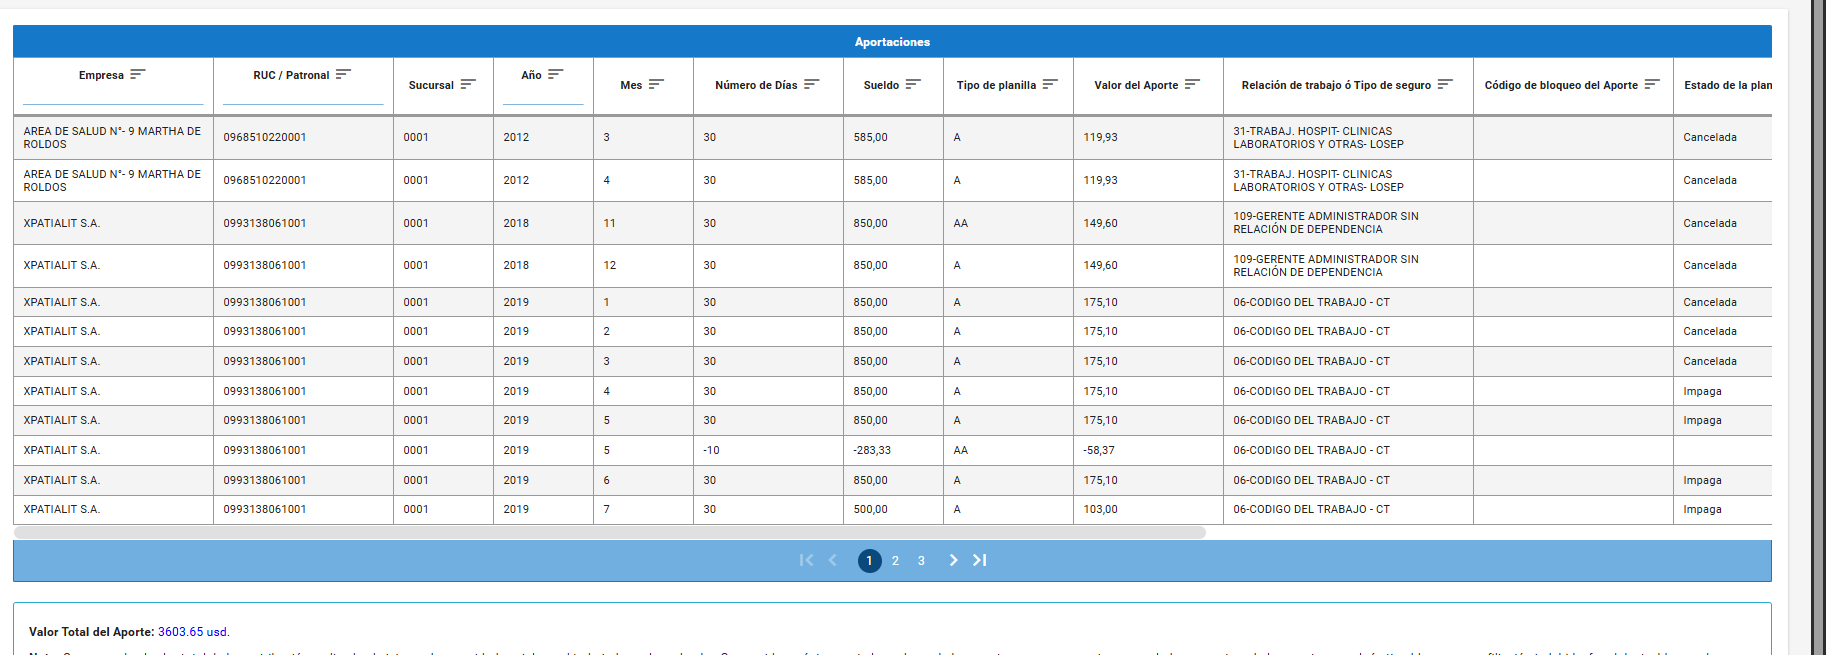 Aportaciones
Empresa RUC / Patronal Sucursal Año Mes Número de Días Sueldo Tipo de planilla Valor del Aporte Relación de trabajo ó Tipo de seguro Código de bloqueo del Aporte Estado de la plan
AREA DE SALUD N°- 9 MARTHA DE ROLDOS 0968510220001 0001 2012 3 30 585,00 A 119,93 31-TRABAJ. HOSPIT- CLINICAS LABORATORIOS Y OTRAS- LOSEP Cancelada
AREA DE SALUD N°- 9 MARTHA DE ROLDOS 0968510220001 0001 2012 4 30 585,00 A 119,93 31-TRABAJ. HOSPIT- CLINICAS LABORATORIOS Y OTRAS- LOSEP Cancelada
XPATIALIT S.A. 0993138061001 0001 2018 11 30 850,00 AA 149,60 109-GERENTE ADMINISTRADOR SIN RELACIÓN DE DEPENDENCIA Cancelada
XPATIALIT S.A. 0993138061001 0001 2018 12 30 850,00 A 149,60 109-GERENTE ADMINISTRADOR SIN RELACIÓN DE DEPENDENCIA Cancelada
XPATIALIT S.A. 0993138061001 0001 2019 1 30 850,00 A 175,10 06-CODIGO DEL TRABAJO - CT Cancelada
XPATIALIT S.A. 0993138061001 0001 2019 2 30 850,00 A 175,10 06-CODIGO DEL TRABAJO - CT Cancelada
XPATIALIT S.A. 0993138061001 0001 2019 3 30 850,00 A 175,10 06-CODIGO DEL TRABAJO - CT Cancelada
XPATIALIT S.A. 0993138061001 0001 2019 4 30 850,00 A 175,10 06-CODIGO DEL TRABAJO - CT Impaga
XPATIALIT S.A. 0993138061001 0001 2019 5 30 850,00 A 175,10 06-CODIGO DEL TRABAJO - CT Impaga
XPATIALIT S.A. 0993138061001 0001 2019 5 -10 -283,33 AA -58,37 06-CODIGO DEL TRABAJO - CT
XPATIALIT S.A. 0993138061001 0001 2019 6 30 850,00 A 175,10 06-CODIGO DEL TRABAJO - CT Impaga
XPATIALIT S.A. 0993138061001 0001 2019 7 30 500,00 A 103,00 06-CODIGO DEL TRABAJO - CT Impaga
1 2 3
Valor Total del Aporte: 3603.65 usd.